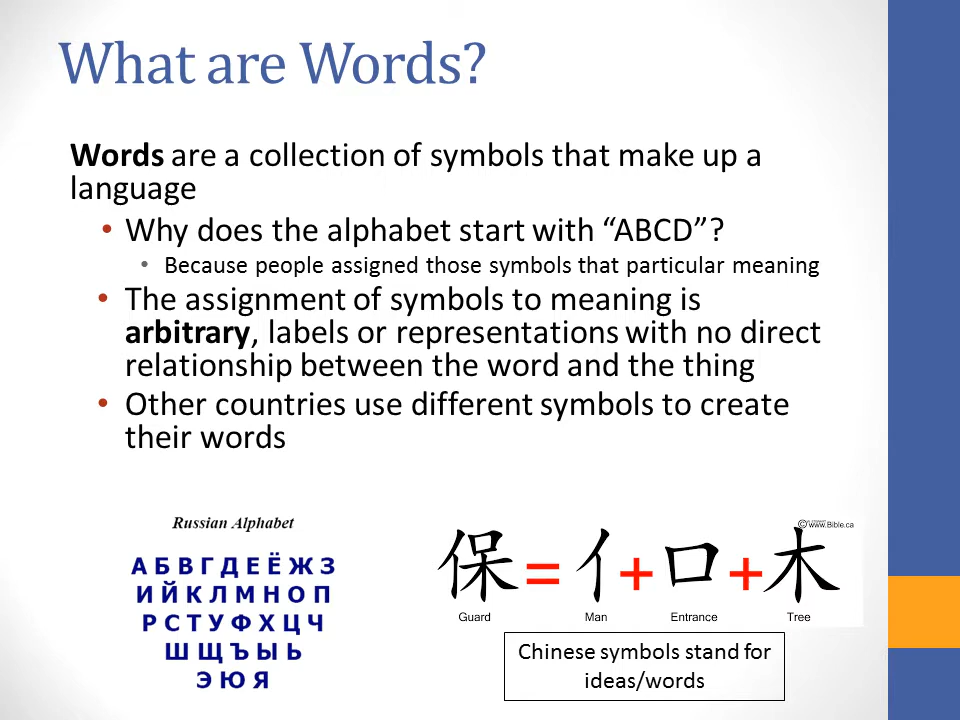 What are Words?
Words are a collection of symbols that make up a
language
• Why does the alphabet start with “ABCD”?
• Because people assigned those symbols that particular meaning
• The assignment of symbols to meaning is
arbitrary, labels or representations with no direct
relationship between the word and the thing
• Other countries use different symbols to create
their words
Russian Alphabet
А Б В Г Д Е Ё Ж З
И Й К Л М Н О П
Р С Т У Ф Х Ц Ч
Ш Щ Ъ Ы Ь
Э Ю Я
© www.Bible.ca
保 = 亻 + 口 + 木
Guard Man Entrance Tree
Chinese symbols stand for
ideas/words